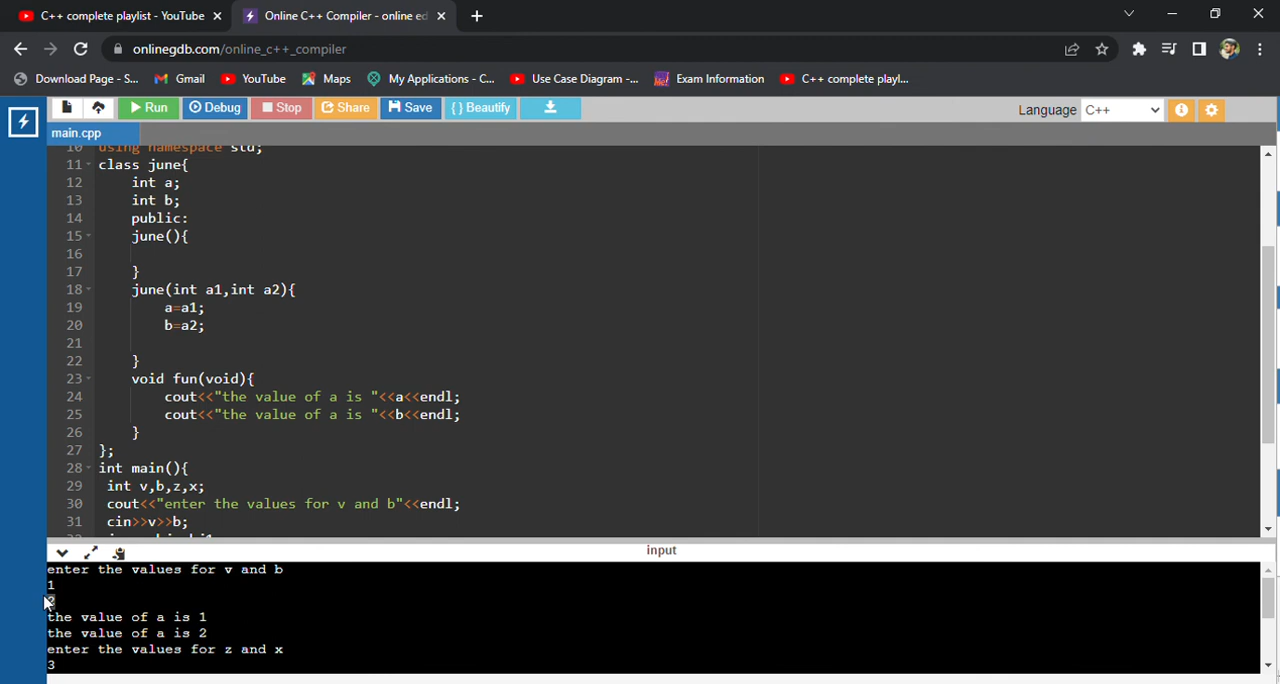 C++ complete playlist - YouTube
Online C++ Compiler - online ed
onlinegdb.com/online_c++_compiler
Download Page - S...
Gmail
YouTube
Maps
My Applications - C...
Use Case Diagram -...
Exam Information
C++ complete playl...
Run
Debug
Stop
Share
Save
{} Beautify
Language C++
main.cpp
10 using namespace std;
11 class june{
12 int a;
13 int b;
14 public:
15 june(){
16
17 }
18 june(int a1,int a2){
19 a=a1;
20 b=a2;
21
22 }
23 void fun(void){
24 cout<<"the value of a is "<<a<<endl;
25 cout<<"the value of a is "<<b<<endl;
26 }
27 };
28 int main(){
29 int v,b,z,x;
30 cout<<"enter the values for v and b"<<endl;
31 cin>>v>>b;
input
enter the values for v and b
1
2
the value of a is 1
the value of a is 2
enter the values for z and x
3